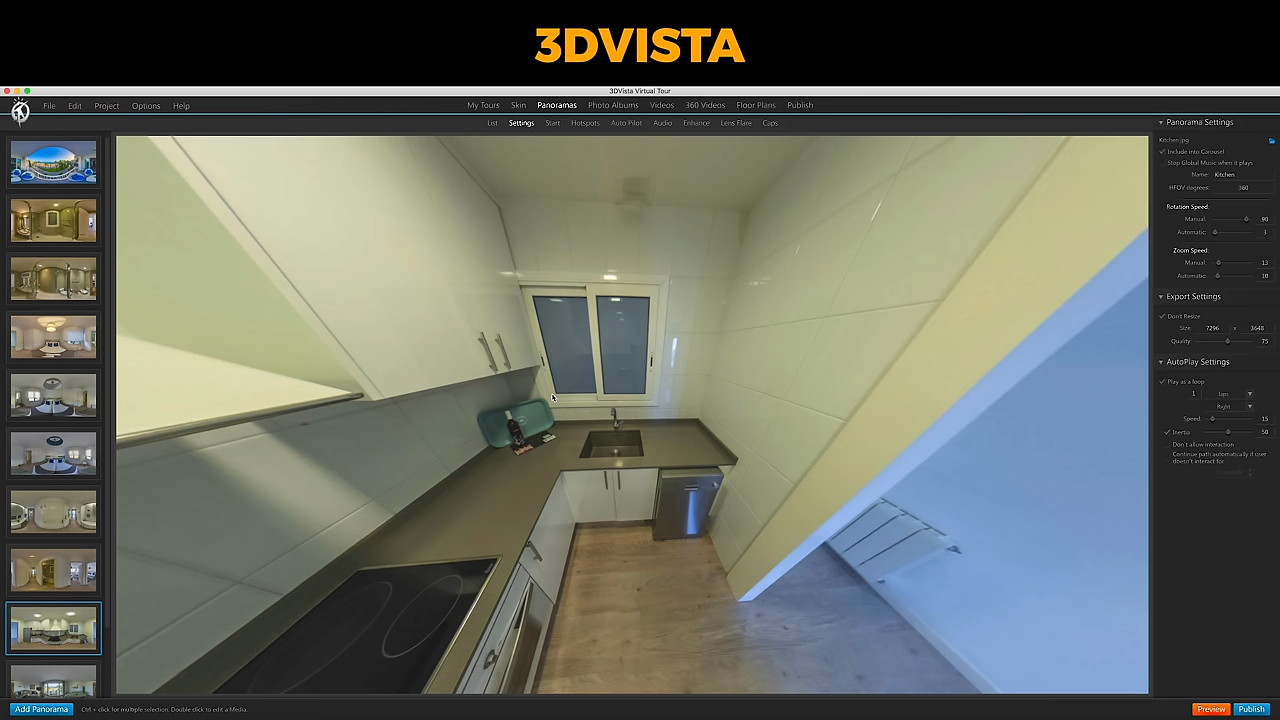 3DVISTA
3DVista Virtual Tour
File Edit Project Options Help
My Tours Skin Panoramas Photo Albums Videos 360 Videos Floor Plans Publish
List Settings Start Hotspots Auto Pilot Audio Enhance Lens Flare Caps
Panorama Settings
Kitchen.jpg
Include into Carousel
Stop Global Music when it plays
Name: Kitchen
HFOV degrees: 360
Rotation Speed:
Manual: 90
Automatic: 3
Zoom Speed:
Manual: 13
Automatic: 10
Export Settings
Don't Resize
Size: 7296 x 3648
Quality: 75
AutoPlay Settings
Play as a loop
1 laps
Right
Speed: 15
Inertia: 50
Don't allow interaction
Continue path automatically if user
doesn't interact for
Add Panorama
Ctrl + click for multiple selection. Double click to edit a Media.
Preview Publish